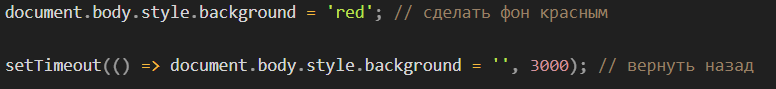 document.body.style.background = 'red'; // сделать фон красным
setTimeout(() => document.body.style.background = '', 3000); // вернуть назад